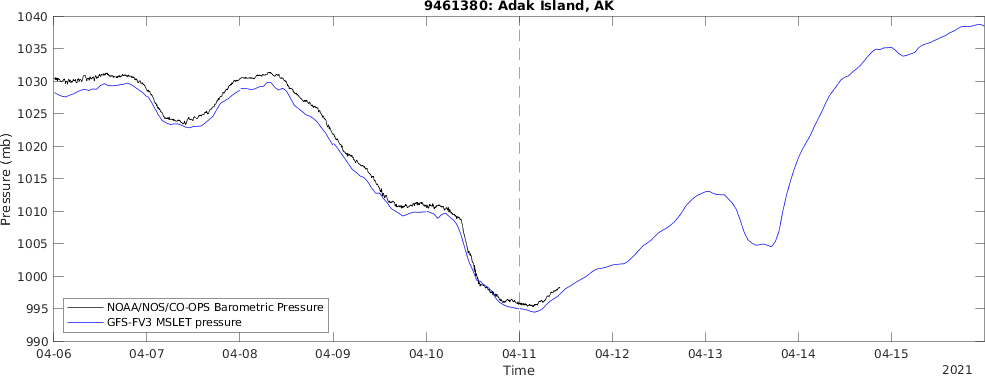 9461380: Adak Island, AK
1040
1035
1030
1025
1020
1015
1010
1005
1000
995
990
Pressure (mb)
NOAA/NOS/CO-OPS Barometric Pressure
GFS-FV3 MSLET pressure
04-06 04-07 04-08 04-09 04-10 04-11 04-12 04-13 04-14 04-15
Time
2021